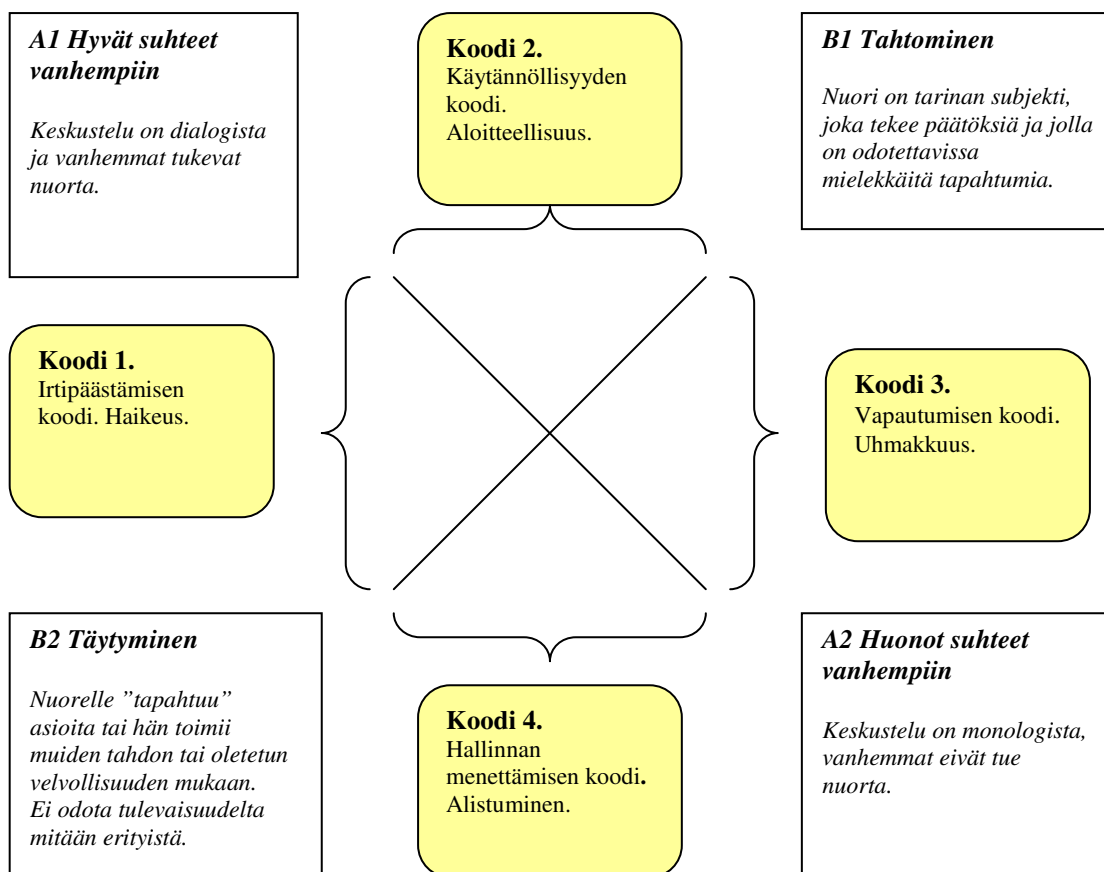 A1 Hyvät suhteet
vanhempiin
Keskustelu on dialogista
ja vanhemmat tukevat
nuorta.
Koodi 2.
Käytännöllisyyden
koodi.
Aloitteellisuus.
B1 Tahtominen
Nuori on tarinan subjekti,
joka tekee päätöksiä ja jolla
on odotettavissa
mielekkäitä tapahtumia.
Koodi 1.
Irtipäästämisen
koodi. Haikeus.
Koodi 3.
Vapautumisen koodi.
Uhmakkuus.
B2 Täytyminen
Nuorelle ”tapahtuu”
asioita tai hän toimii
muiden tahdon tai oletetun
velvollisuuden mukaan.
Ei odota tulevaisuudelta
mitään erityistä.
Koodi 4.
Hallinnan
menettämisen koodi.
Alistuminen.
A2 Huonot suhteet
vanhempiin
Keskustelu on monologista,
vanhemmat eivät tue
nuorta.